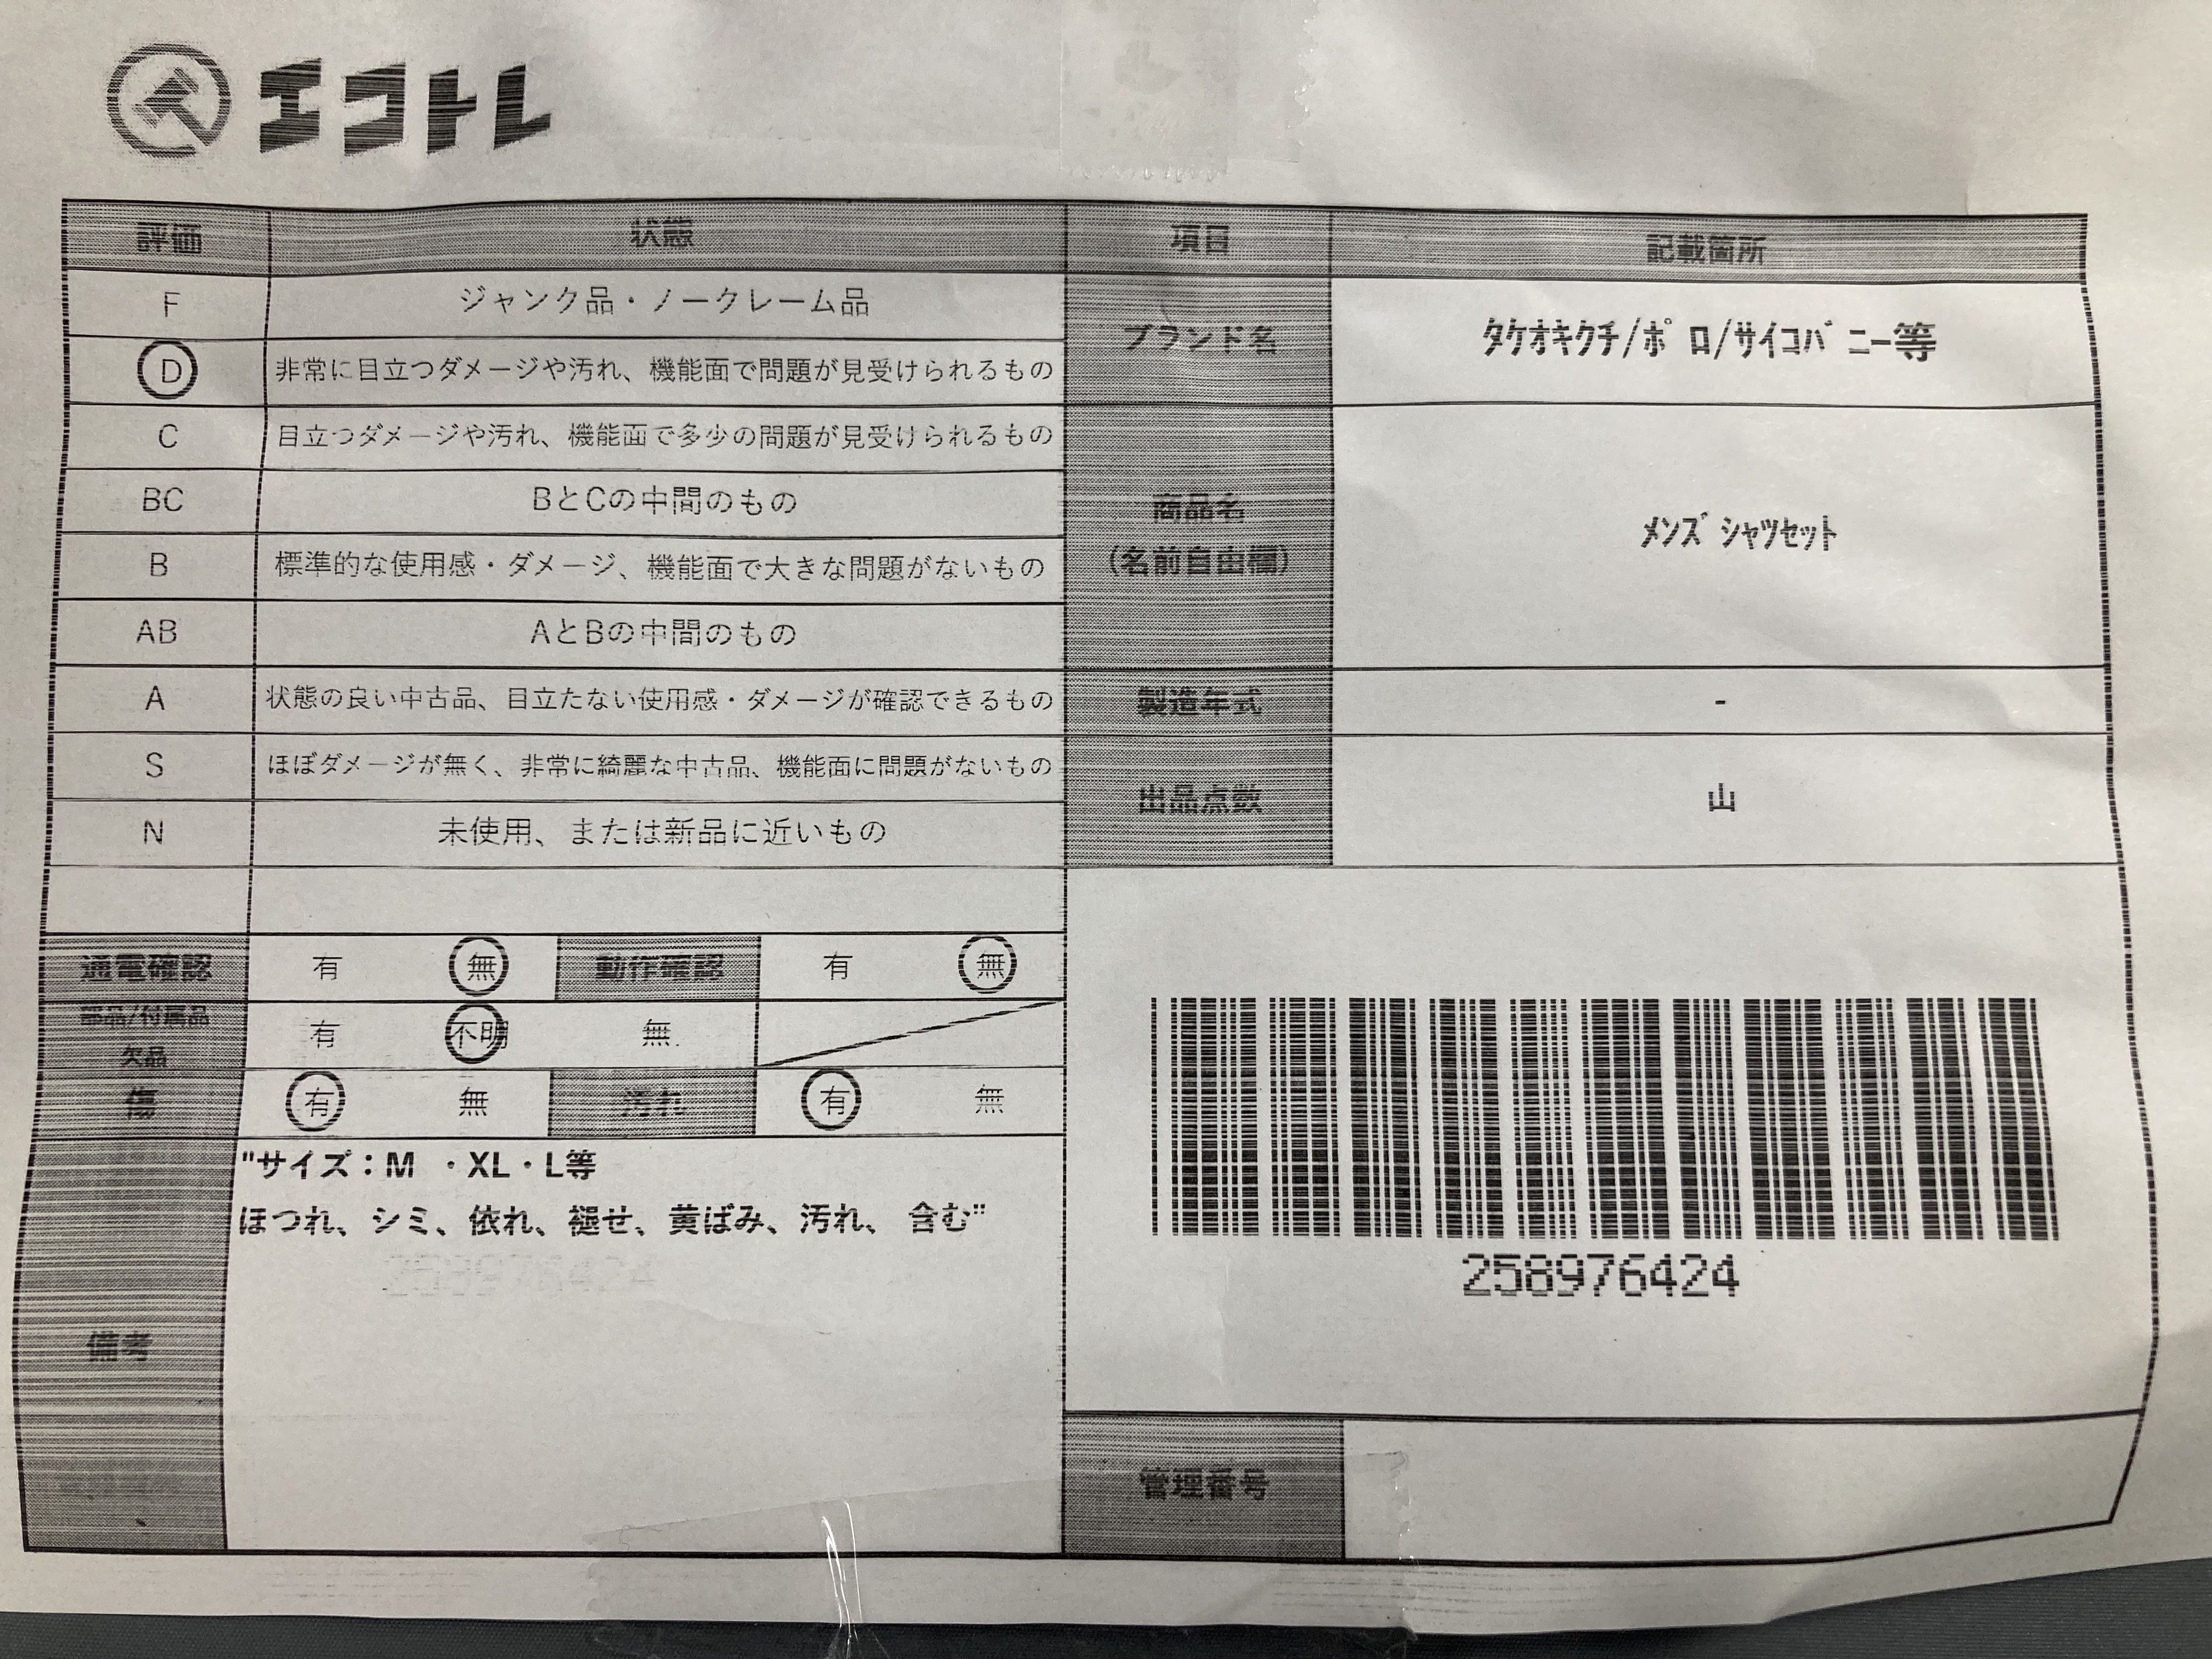 エコトレ
評価 状態 項目 記載箇所
F ジャンク品・ノークレーム品
D 非常に目立つダメージや汚れ、機能面で問題が見受けられるもの
C 目立つダメージや汚れ、機能面で多少の問題が見受けられるもの
BC BとCの中間のもの
B 標準的な使用感・ダメージ、機能面で大きな問題がないもの
AB AとBの中間のもの
A 状態の良い中古品、目立たない使用感・ダメージが確認できるもの
S ほぼダメージが無く、非常に綺麗な中古品、機能面に問題がないもの
N 未使用、または新品に近いもの
ブランド名 ﾀｹｵｷｸﾁ/ﾎﾟﾛ/ｻｲｺﾊﾞﾆｰ等
商品名
(名前自由欄)
ﾒﾝｽﾞｼｬﾂｾｯﾄ
製造年式 -
出品点数 山
通電確認 有 無 動作確認 有 無
部品/付属品
欠品
有 不明 無
傷 有 無 汚れ 有 無
備考
"サイズ：M ・XL・L等
ほつれ、シミ、依れ、褪せ、黄ばみ、汚れ、 含む"
258976424
管理番号